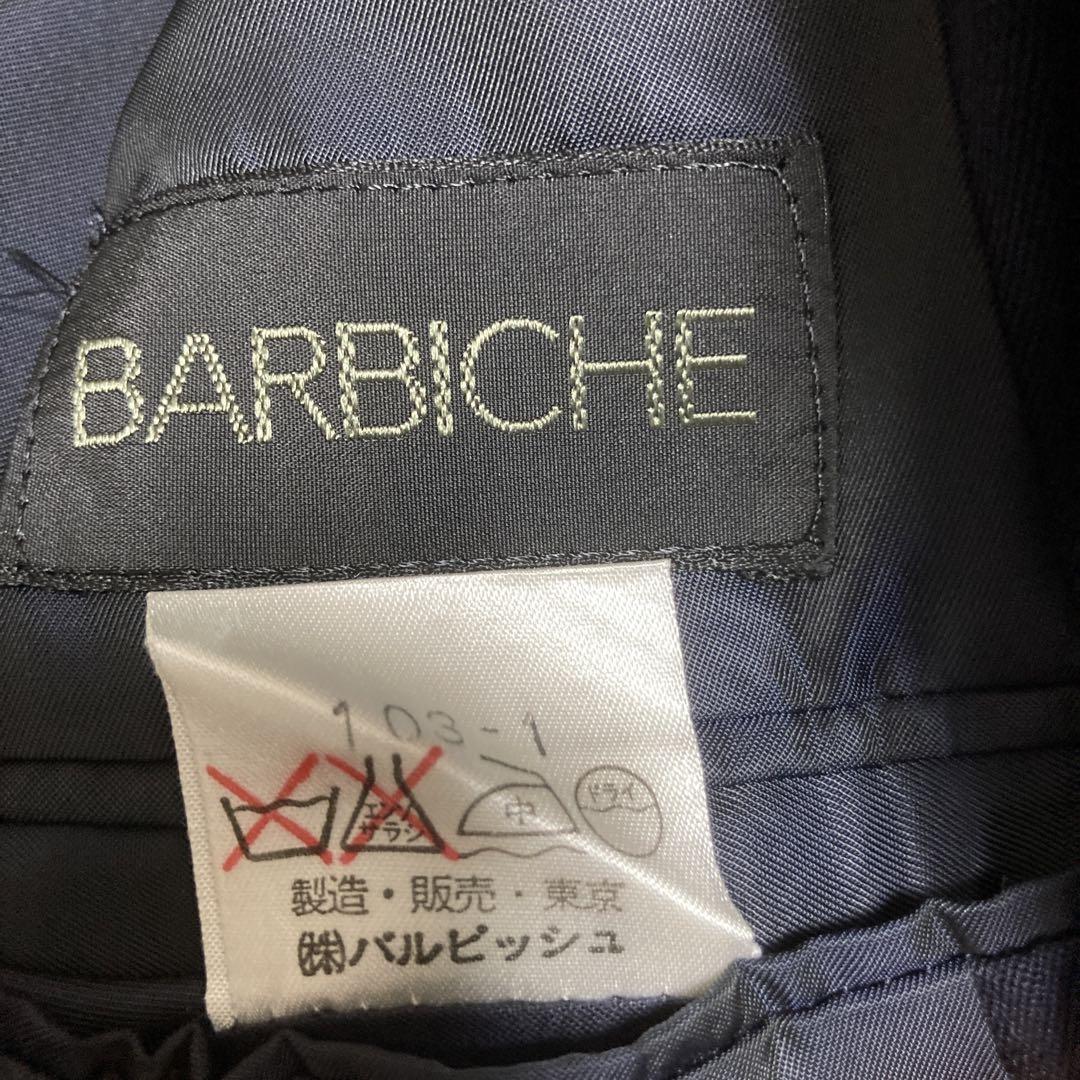 BARBICHE
103-1
エンソ サラシ 中 ドライ
製造・販売・東京
㈱バルビッシュ